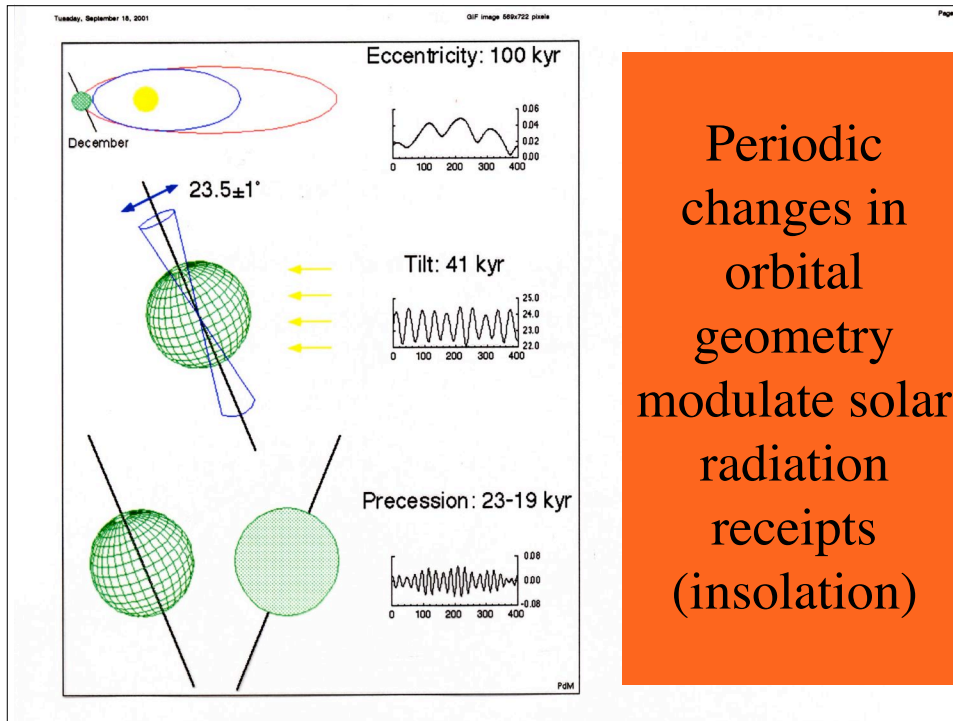 Tuesday, September 18, 2001
GIF image 569x722 pixels
Page
Eccentricity: 100 kyr
December
0.06
0.04
0.02
0.00
0 100 200 300 400
23.5±1°
Tilt: 41 kyr
25.0
24.0
23.0
22.0
0 100 200 300 400
Precession: 23-19 kyr
0.08
0.00
-0.08
0 100 200 300 400
PdM
Periodic
changes in
orbital
geometry
modulate solar
radiation
receipts
(insolation)